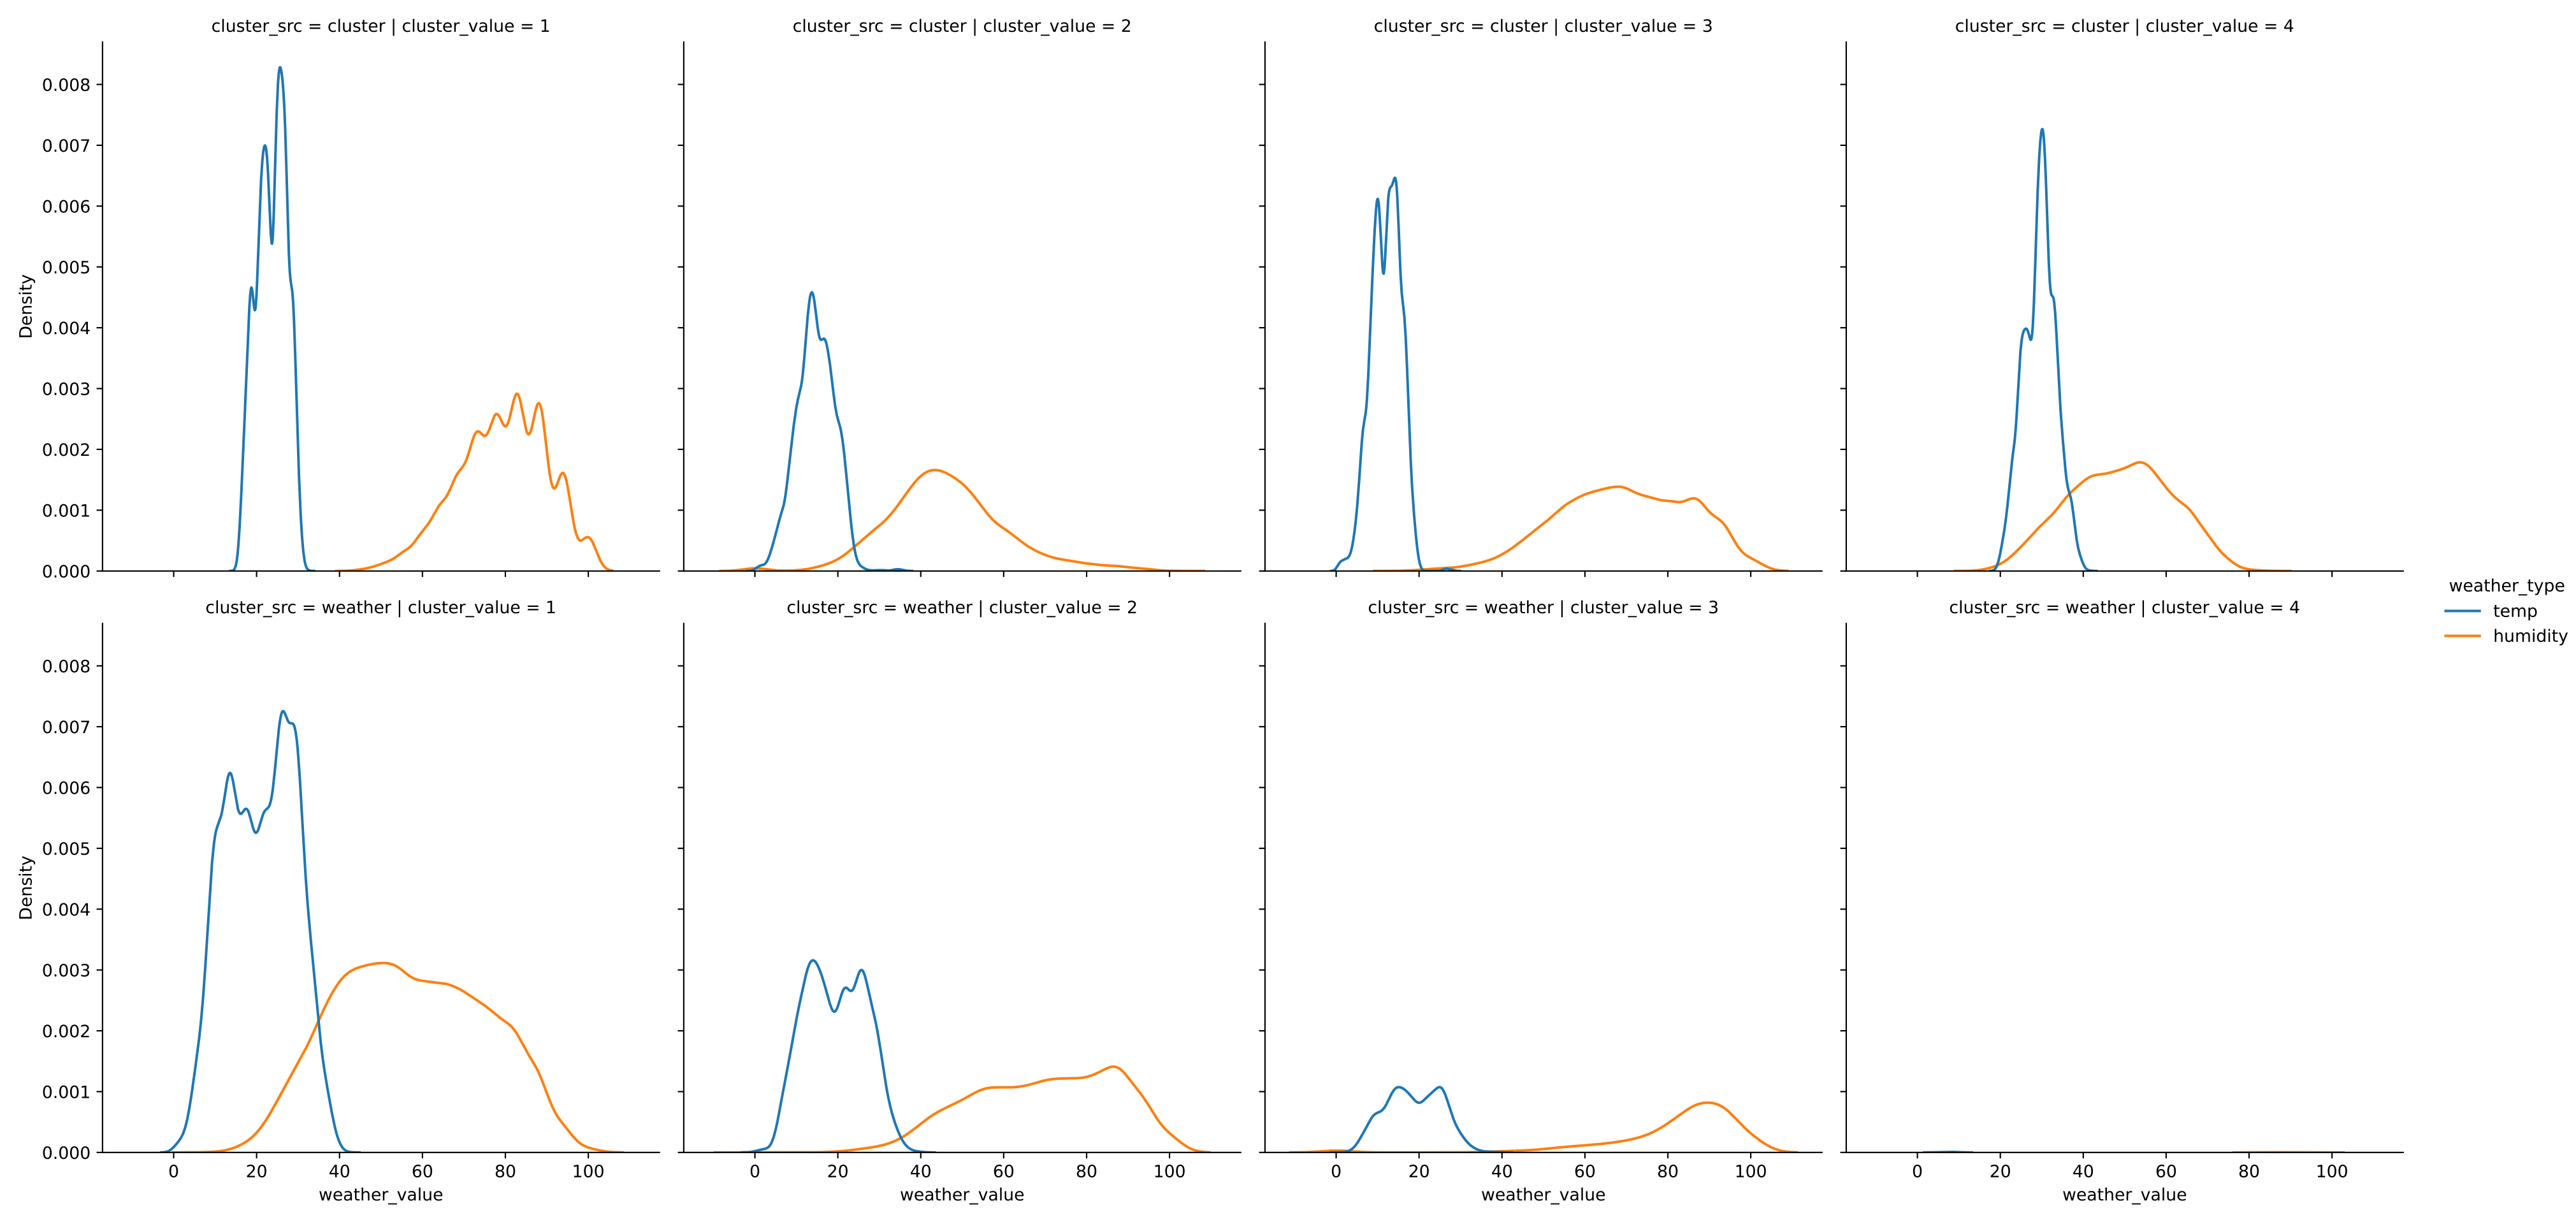 cluster_src = cluster | cluster_value = 1
cluster_src = cluster | cluster_value = 2
cluster_src = cluster | cluster_value = 3
cluster_src = cluster | cluster_value = 4
0.008
0.007
0.006
0.005
0.004
0.003
0.002
0.001
0.000
Density
cluster_src = weather | cluster_value = 1
cluster_src = weather | cluster_value = 2
cluster_src = weather | cluster_value = 3
cluster_src = weather | cluster_value = 4
0.008
0.007
0.006
0.005
0.004
0.003
0.002
0.001
0.000
Density
0 20 40 60 80 100
weather_value
0 20 40 60 80 100
weather_value
0 20 40 60 80 100
weather_value
0 20 40 60 80 100
weather_value
weather_type
temp
humidity